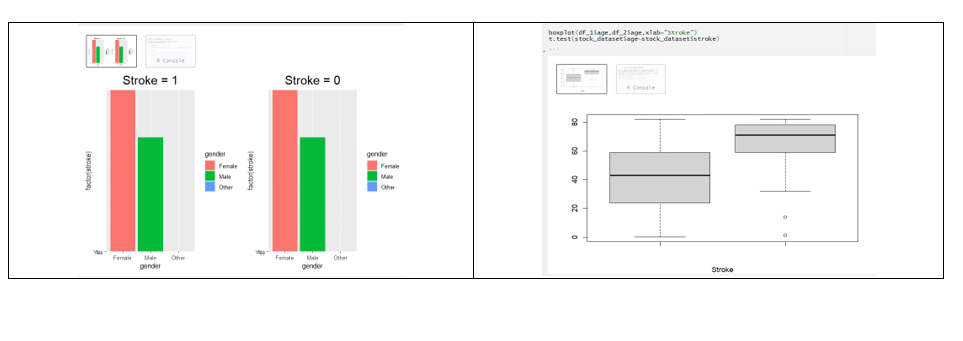 R Console
Stroke = 1
Stroke = 0
factor(stroke)
Yes
Female
Male
Other
gender
gender
Female
Male
Other
factor(stroke)
Yes
Female
Male
Other
gender
gender
Female
Male
Other
boxplot(df_1$age,df_2$age,xlab="Stroke")
t.test(stock_dataset$age~stock_dataset$stroke)
...
R Console
80
60
40
20
0
Stroke